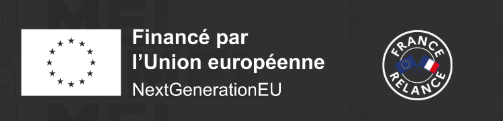 Financé par
l’Union européenne
NextGenerationEU
FRANCE
RELANCE